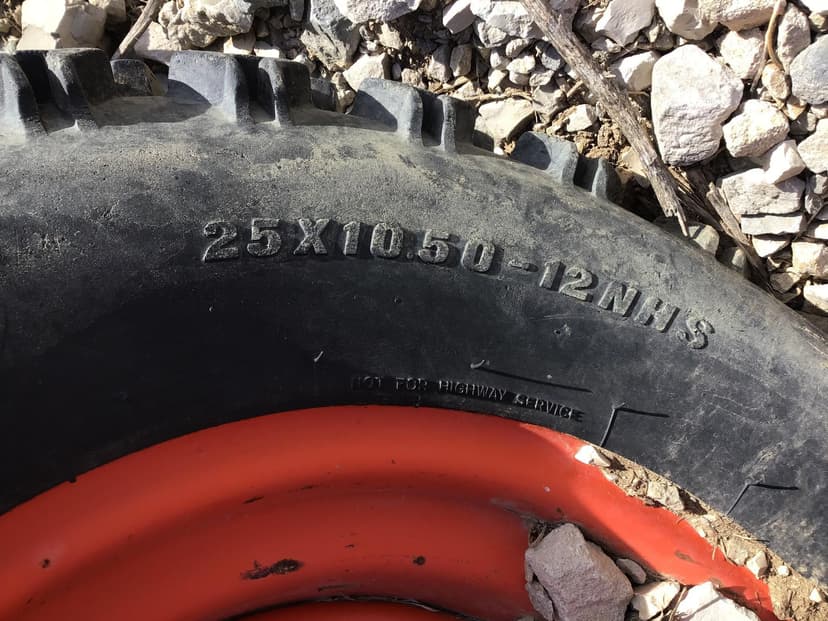 25X10.50-12NHS
NOT FOR HIGHWAY SERVICE